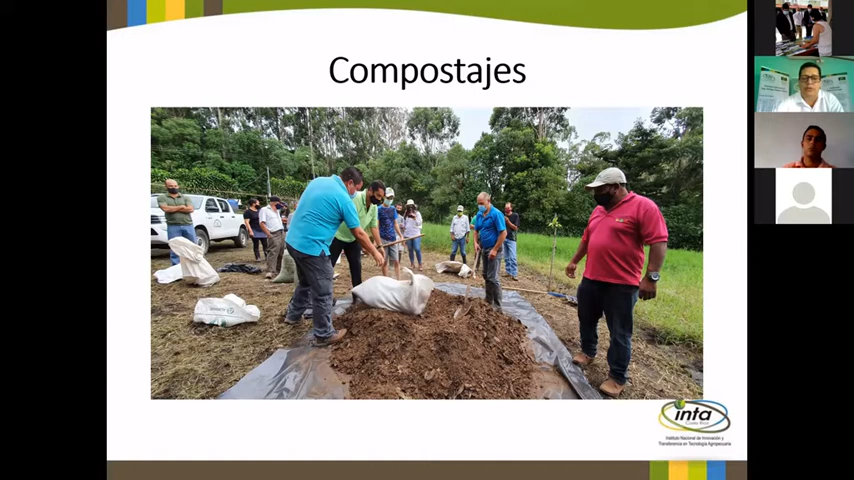 Compostajes
inta
Costa Rica
Instituto Nacional de Innovación y
Transferencia en Tecnología Agropecuaria